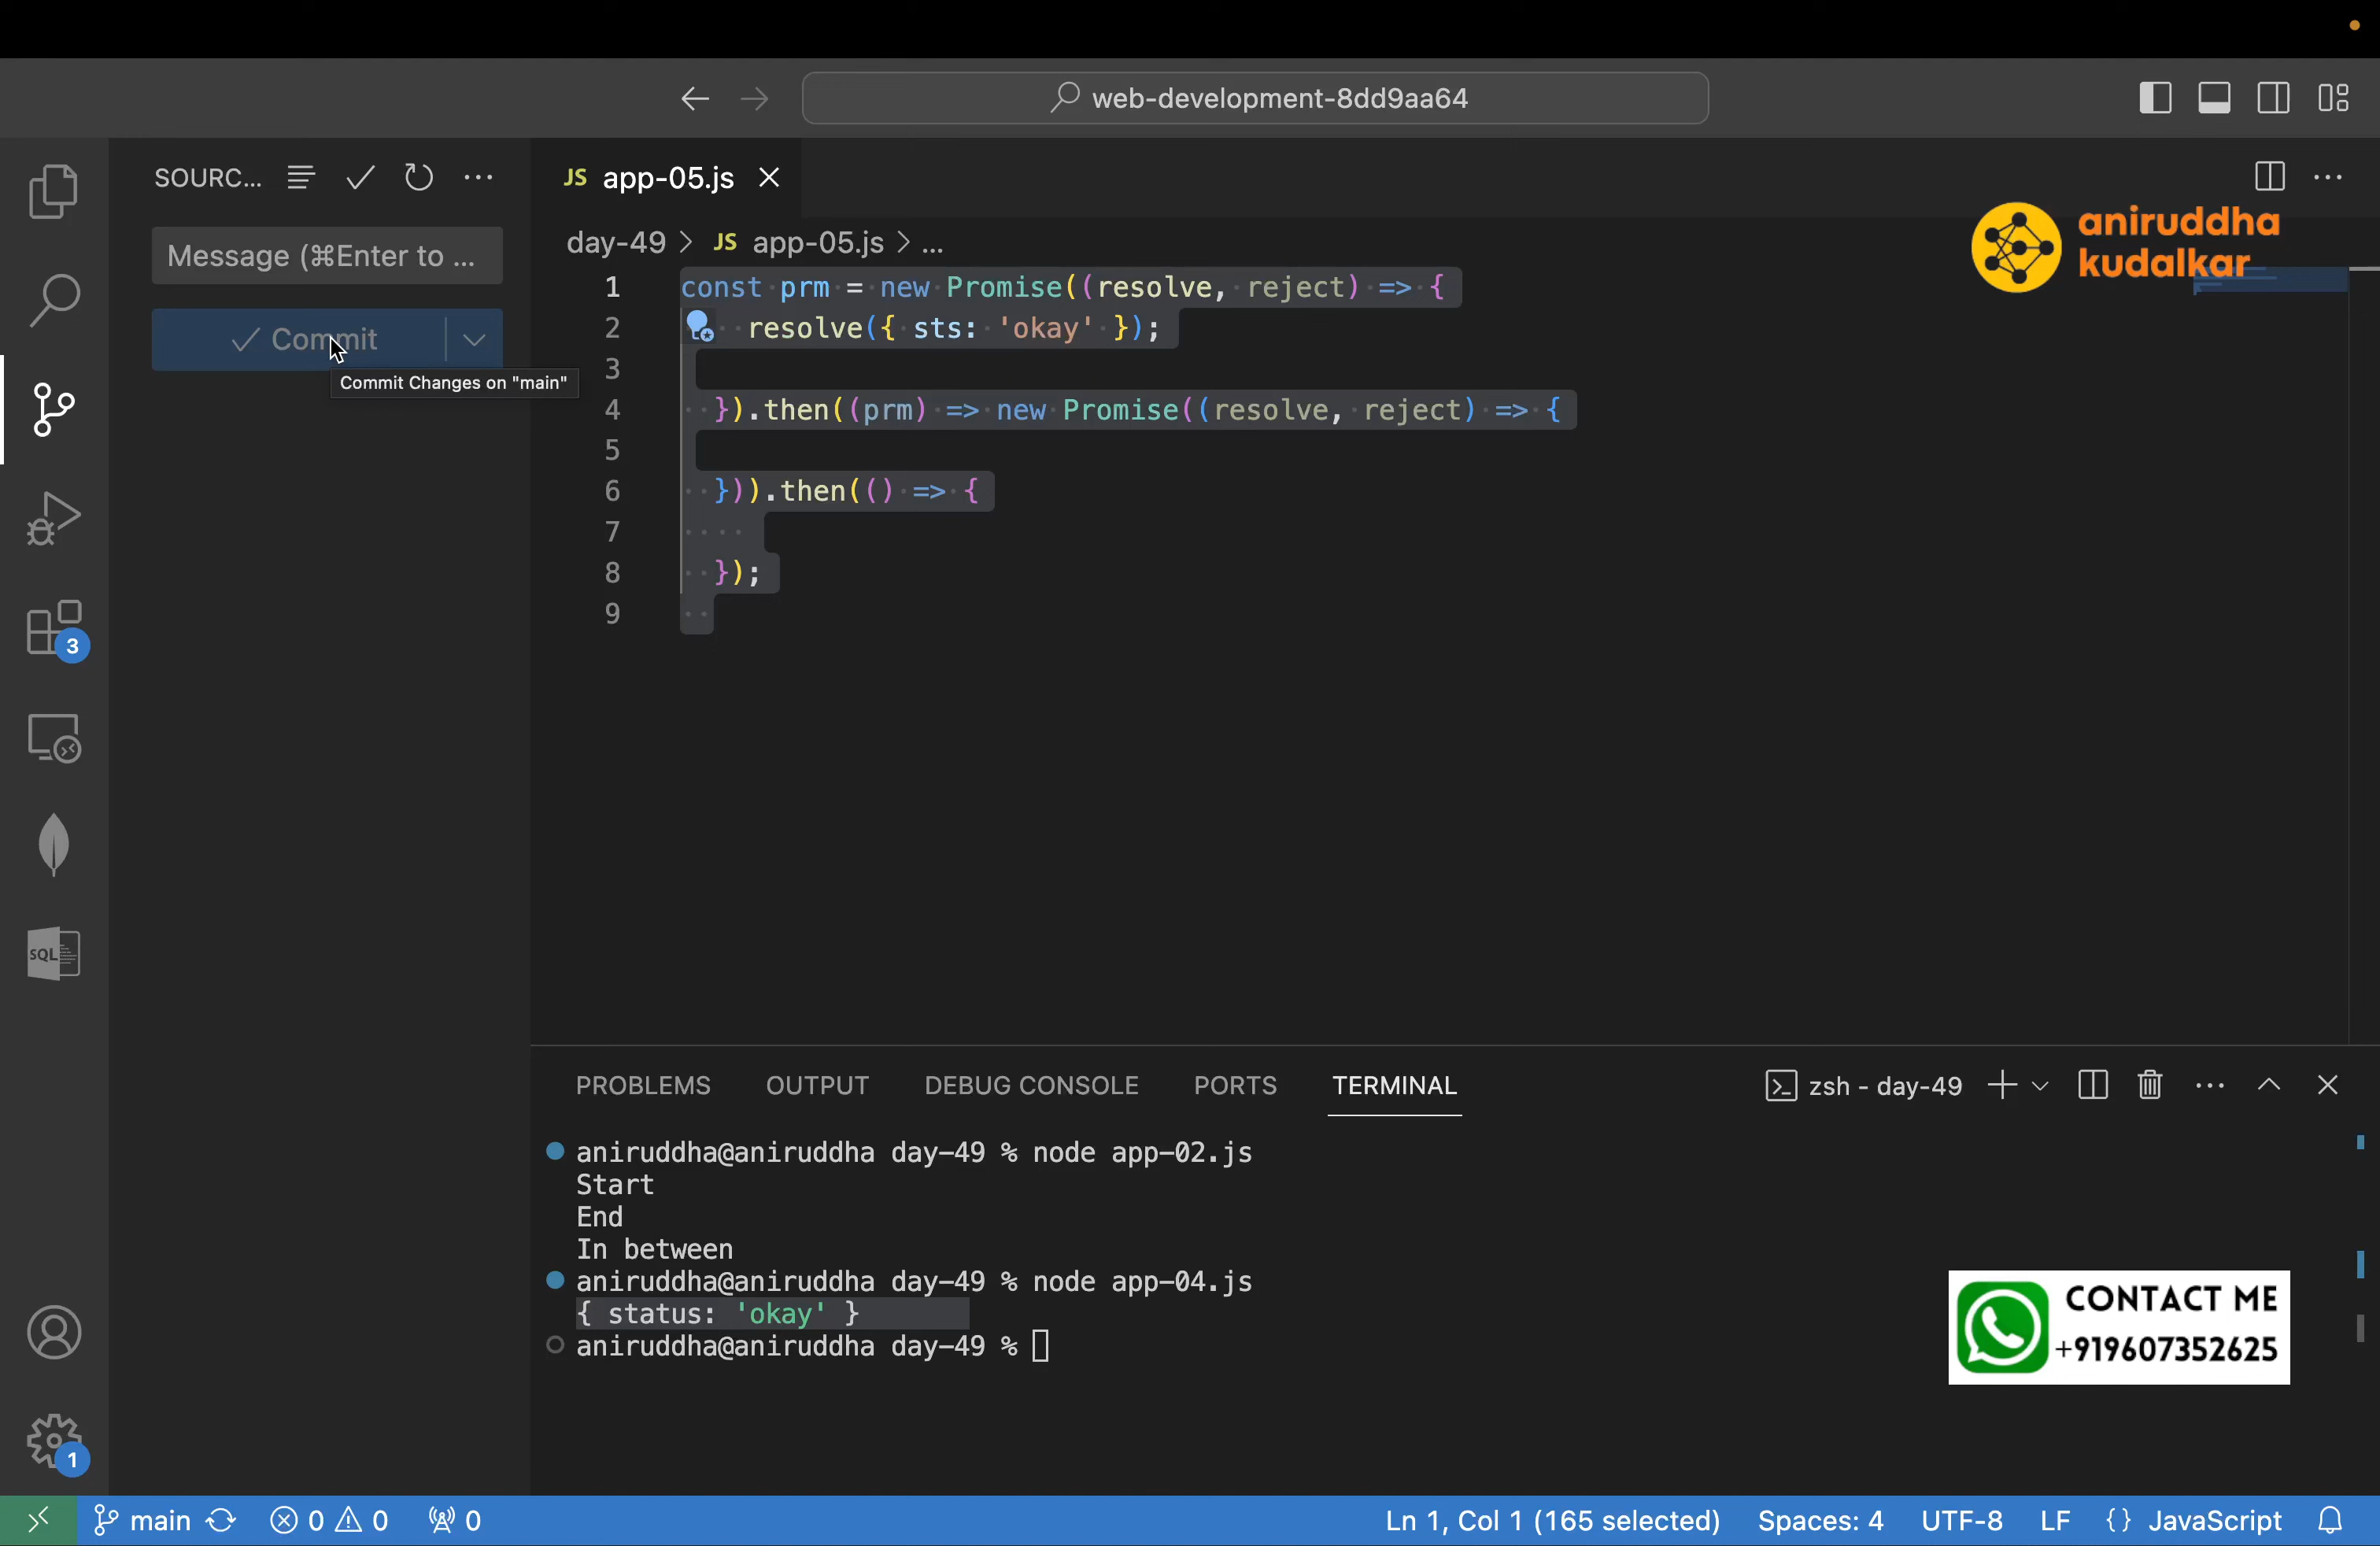 web-development-8dd9aa64
SOURC...
Message (⌘Enter to ...
Commit
Commit Changes on "main"
3
SQL
1
JS app-05.js
day-49 > JS app-05.js > ...
aniruddha
kudalkar
1 const prm = new Promise((resolve, reject) => {
2 resolve({ sts: 'okay' });
3
4 }).then((prm) => new Promise((resolve, reject) => {
5
6 })).then(() => {
7
8 });
9
PROBLEMS OUTPUT DEBUG CONSOLE PORTS TERMINAL
zsh - day-49
aniruddha@aniruddha day-49 % node app-02.js
Start
End
In between
aniruddha@aniruddha day-49 % node app-04.js
{ status: 'okay' }
aniruddha@aniruddha day-49 %
CONTACT ME
+919607352625
main 0 0 0 Ln 1, Col 1 (165 selected) Spaces: 4 UTF-8 LF {} JavaScript